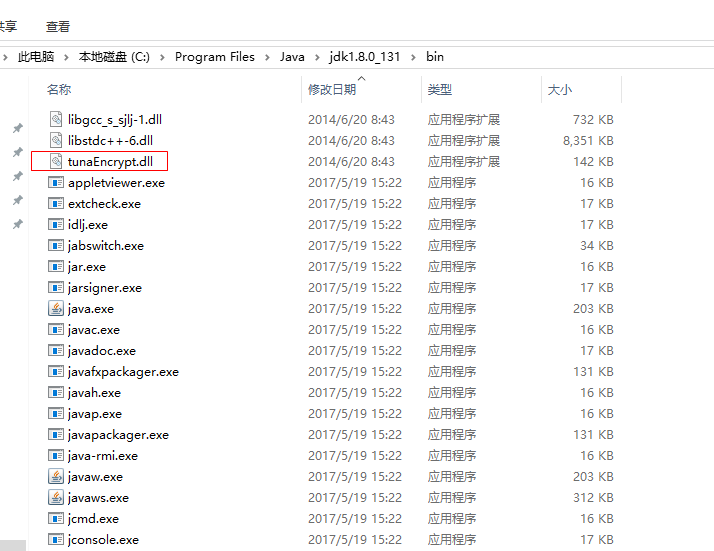 共享 查看
此电脑 > 本地磁盘 (C:) > Program Files > Java > jdk1.8.0_131 > bin
名称 修改日期 类型 大小
libgcc_s_sjlj-1.dll 2014/6/20 8:43 应用程序扩展 732 KB
libstdc++-6.dll 2014/6/20 8:43 应用程序扩展 8,351 KB
tunaEncrypt.dll 2014/6/20 8:43 应用程序扩展 142 KB
appletviewer.exe 2017/5/19 15:22 应用程序 16 KB
extcheck.exe 2017/5/19 15:22 应用程序 17 KB
idlj.exe 2017/5/19 15:22 应用程序 17 KB
jabswitch.exe 2017/5/19 15:22 应用程序 34 KB
jar.exe 2017/5/19 15:22 应用程序 16 KB
jarsigner.exe 2017/5/19 15:22 应用程序 17 KB
java.exe 2017/5/19 15:22 应用程序 203 KB
javac.exe 2017/5/19 15:22 应用程序 16 KB
javadoc.exe 2017/5/19 15:22 应用程序 16 KB
javafxpackager.exe 2017/5/19 15:22 应用程序 131 KB
javah.exe 2017/5/19 15:22 应用程序 16 KB
javap.exe 2017/5/19 15:22 应用程序 16 KB
javapackager.exe 2017/5/19 15:22 应用程序 131 KB
java-rmi.exe 2017/5/19 15:22 应用程序 16 KB
javaw.exe 2017/5/19 15:22 应用程序 203 KB
javaws.exe 2017/5/19 15:22 应用程序 312 KB
jcmd.exe 2017/5/19 15:22 应用程序 16 KB
jconsole.exe 2017/5/19 15:22 应用程序 17 KB